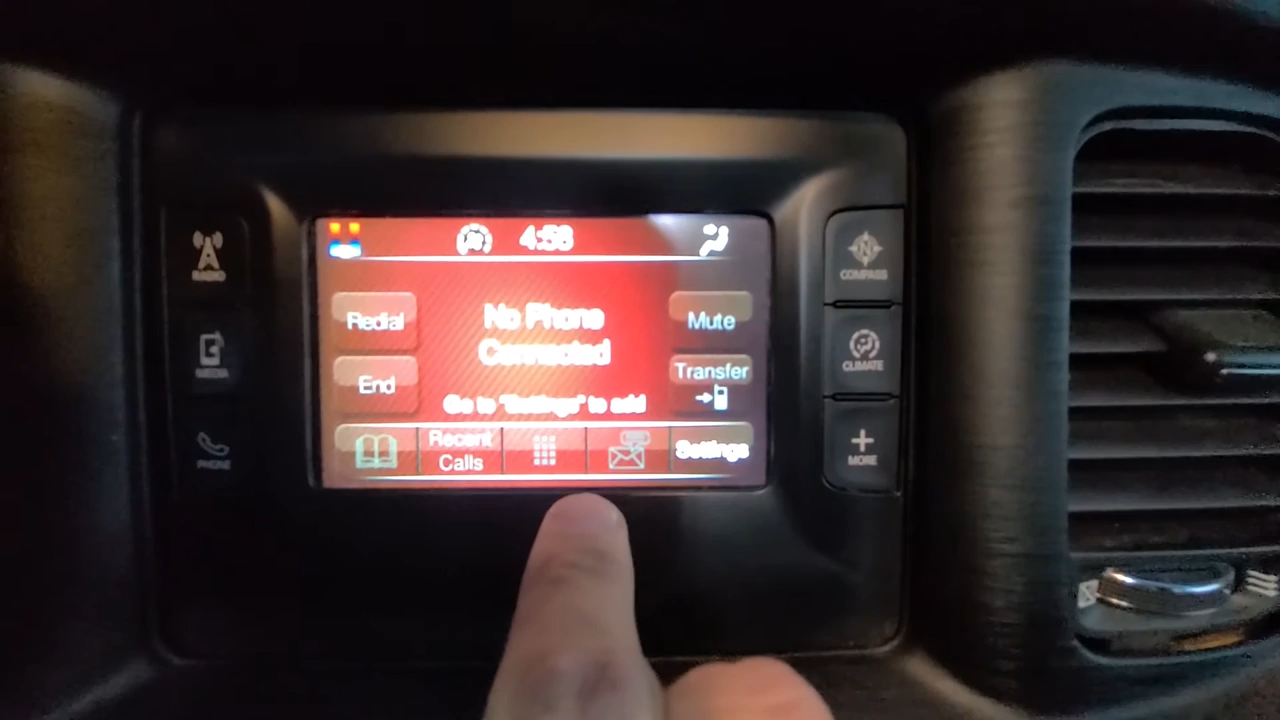 4:58
No Phone
Connected
Go to "Settings" to add
Redial
End
Mute
Transfer
Recent
Calls
Settings
RADIO
MEDIA
PHONE
N
COMPASS
CLIMATE
MORE